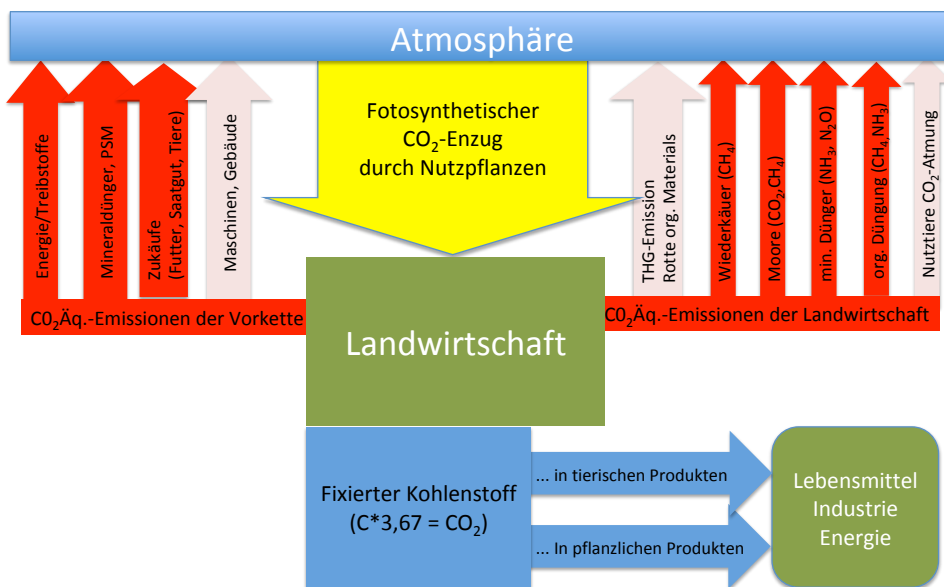 Atmosphäre
Energie/Treibstoffe
Mineraldünger, PSM
Zukäufe
(Futter, Saatgut, Tiere)
Maschinen, Gebäude
Fotosynthetischer
CO₂-Enzug
durch Nutzpflanzen
THG-Emission
Rotte org. Materials
Wiederkäuer (CH₄)
Moore (CO₂,CH₄)
min. Dünger (NH₃, N₂O)
org. Düngung (CH₄,NH₃)
Nutztiere CO₂-Atmung
C0₂Äq.-Emissionen der Vorkette
C0₂Äq.-Emissionen der Landwirtschaft
Landwirtschaft
Fixierter Kohlenstoff
(C*3,67 = CO₂)
... in tierischen Produkten
... In pflanzlichen Produkten
Lebensmittel
Industrie
Energie